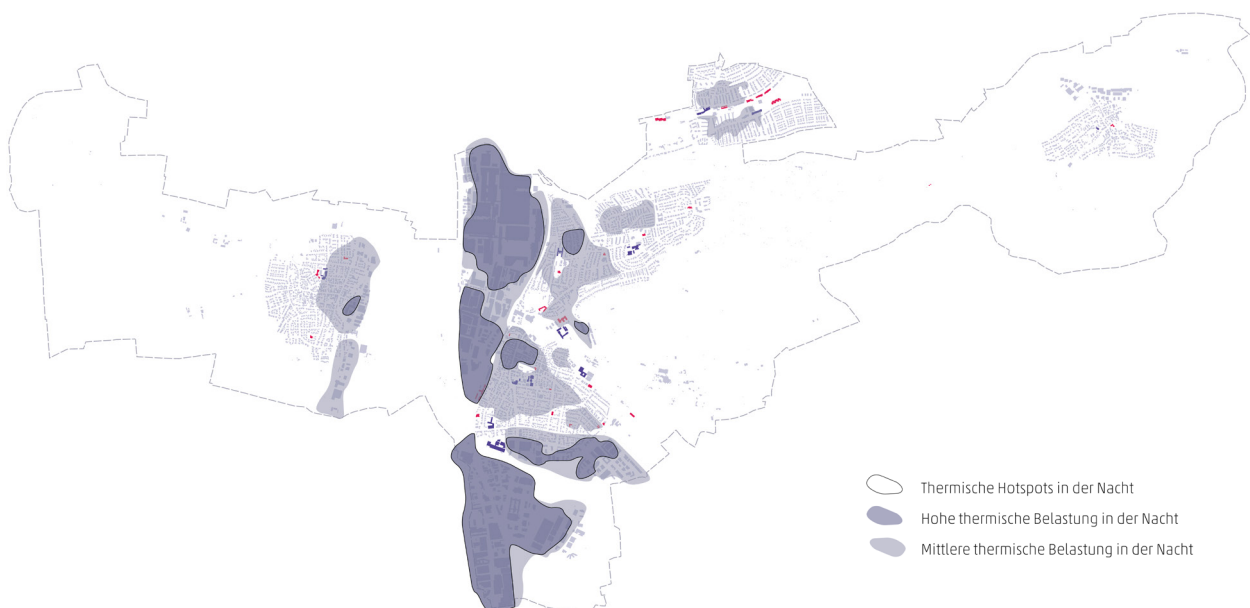 Thermische Hotspots in der Nacht
Hohe thermische Belastung in der Nacht
Mittlere thermische Belastung in der Nacht